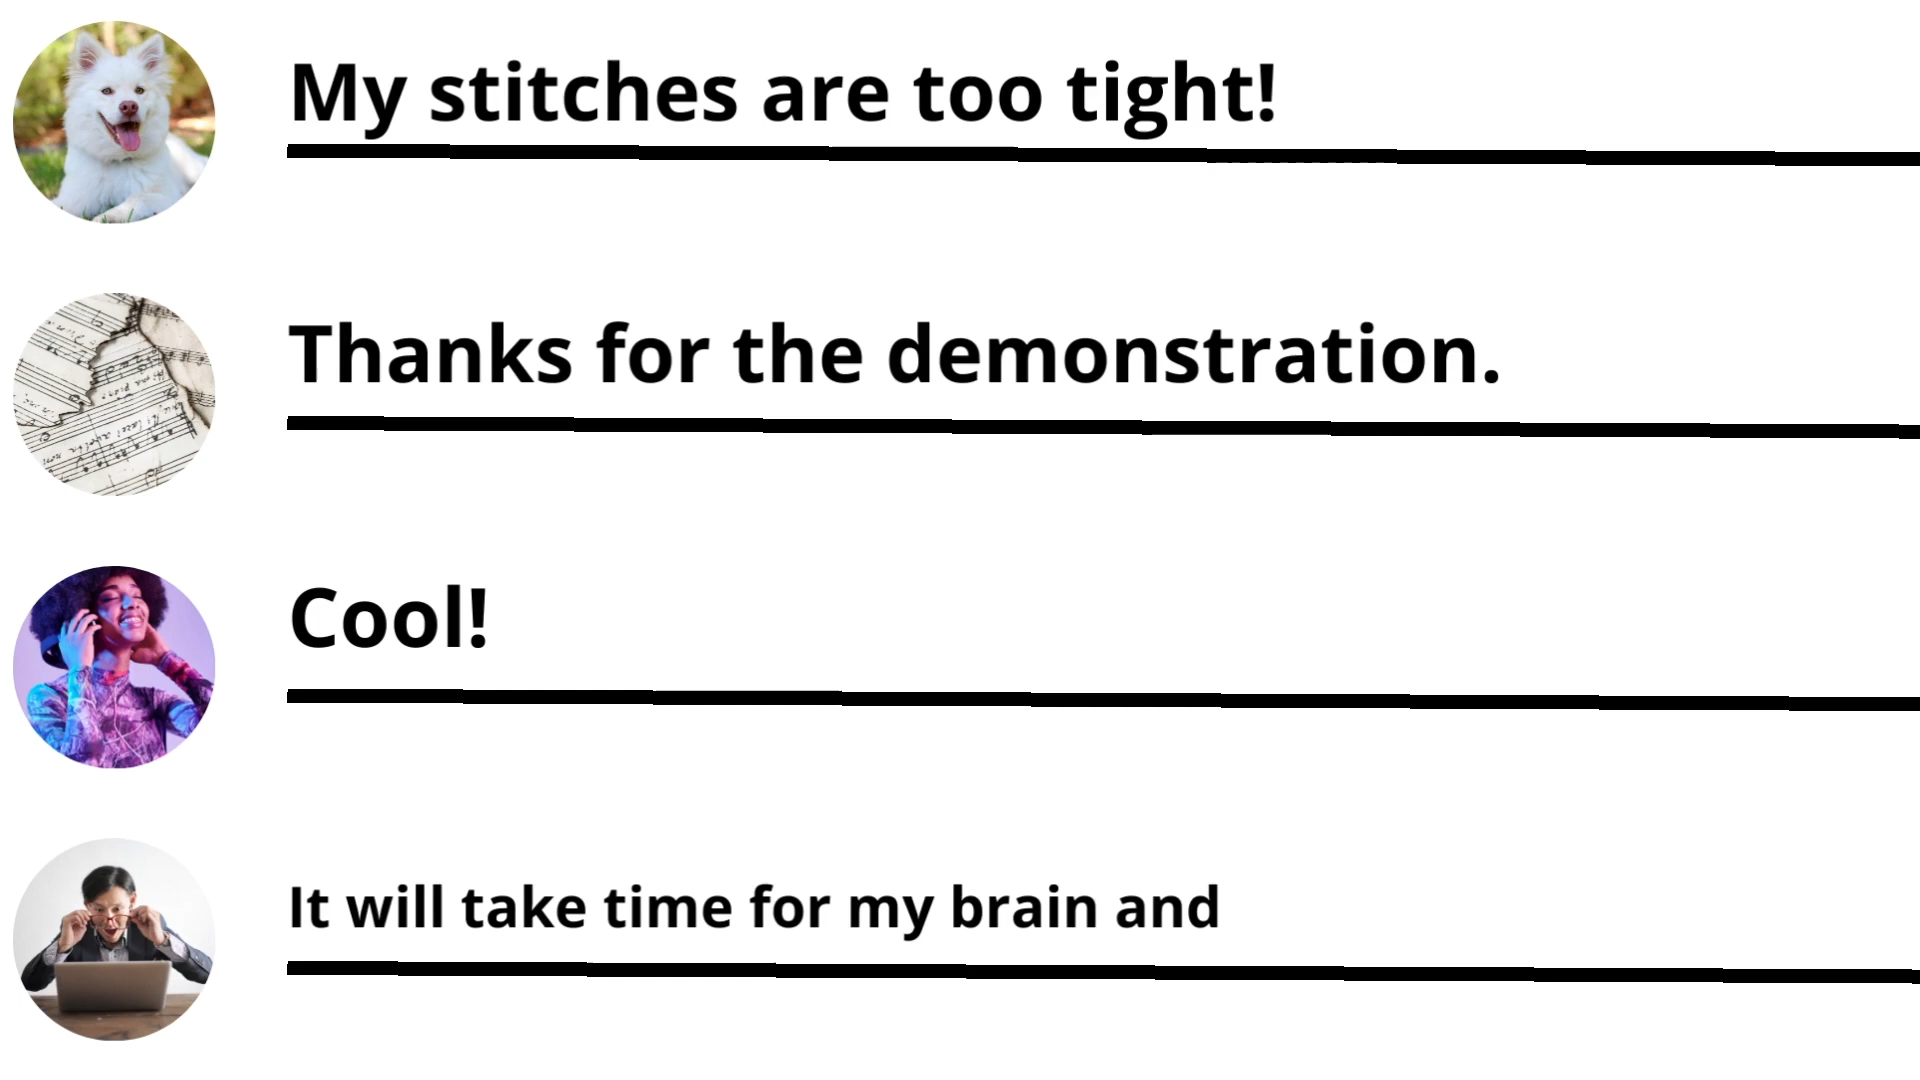 My stitches are too tight!
Thanks for the demonstration.
Cool!
It will take time for my brain and